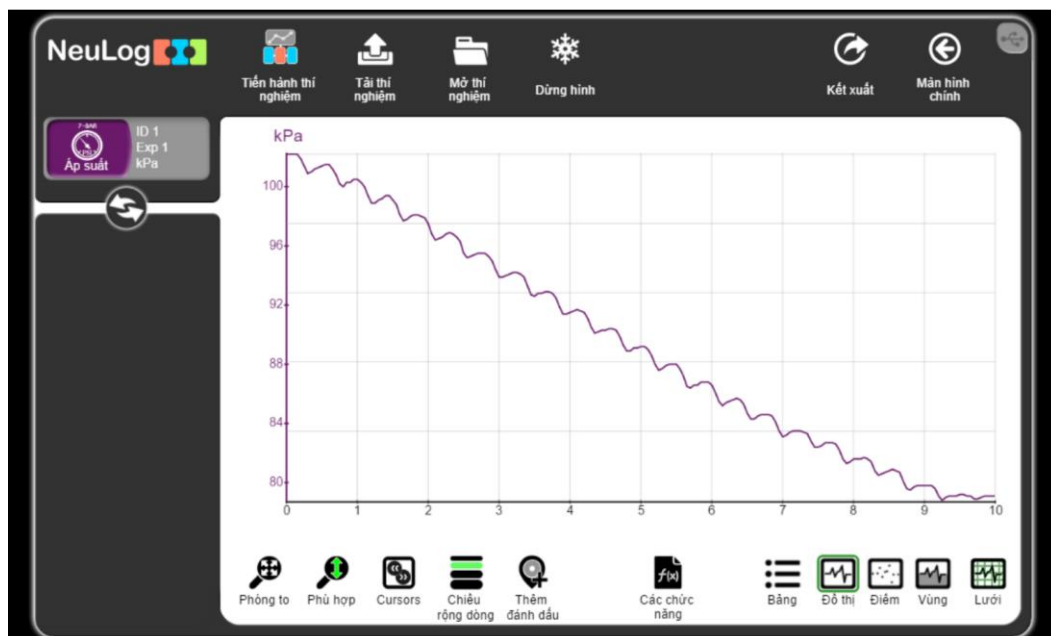 NeuLog
Tiến hành thí
nghiệm
Tải thí
nghiệm
Mở thí
nghiệm
Dừng hình
Kết xuất
Màn hình
chính
Áp suất
ID 1
Exp 1
kPa
kPa
100
96
92
88
84
80
0 1 2 3 4 5 6 7 8 9 10
Phóng to
Phù hợp
Cursors
Chiều
rộng dòng
Thêm
đánh dấu
f(x)
Các chức
năng
Bảng
Đồ thị
Điểm
Vùng
Lưới